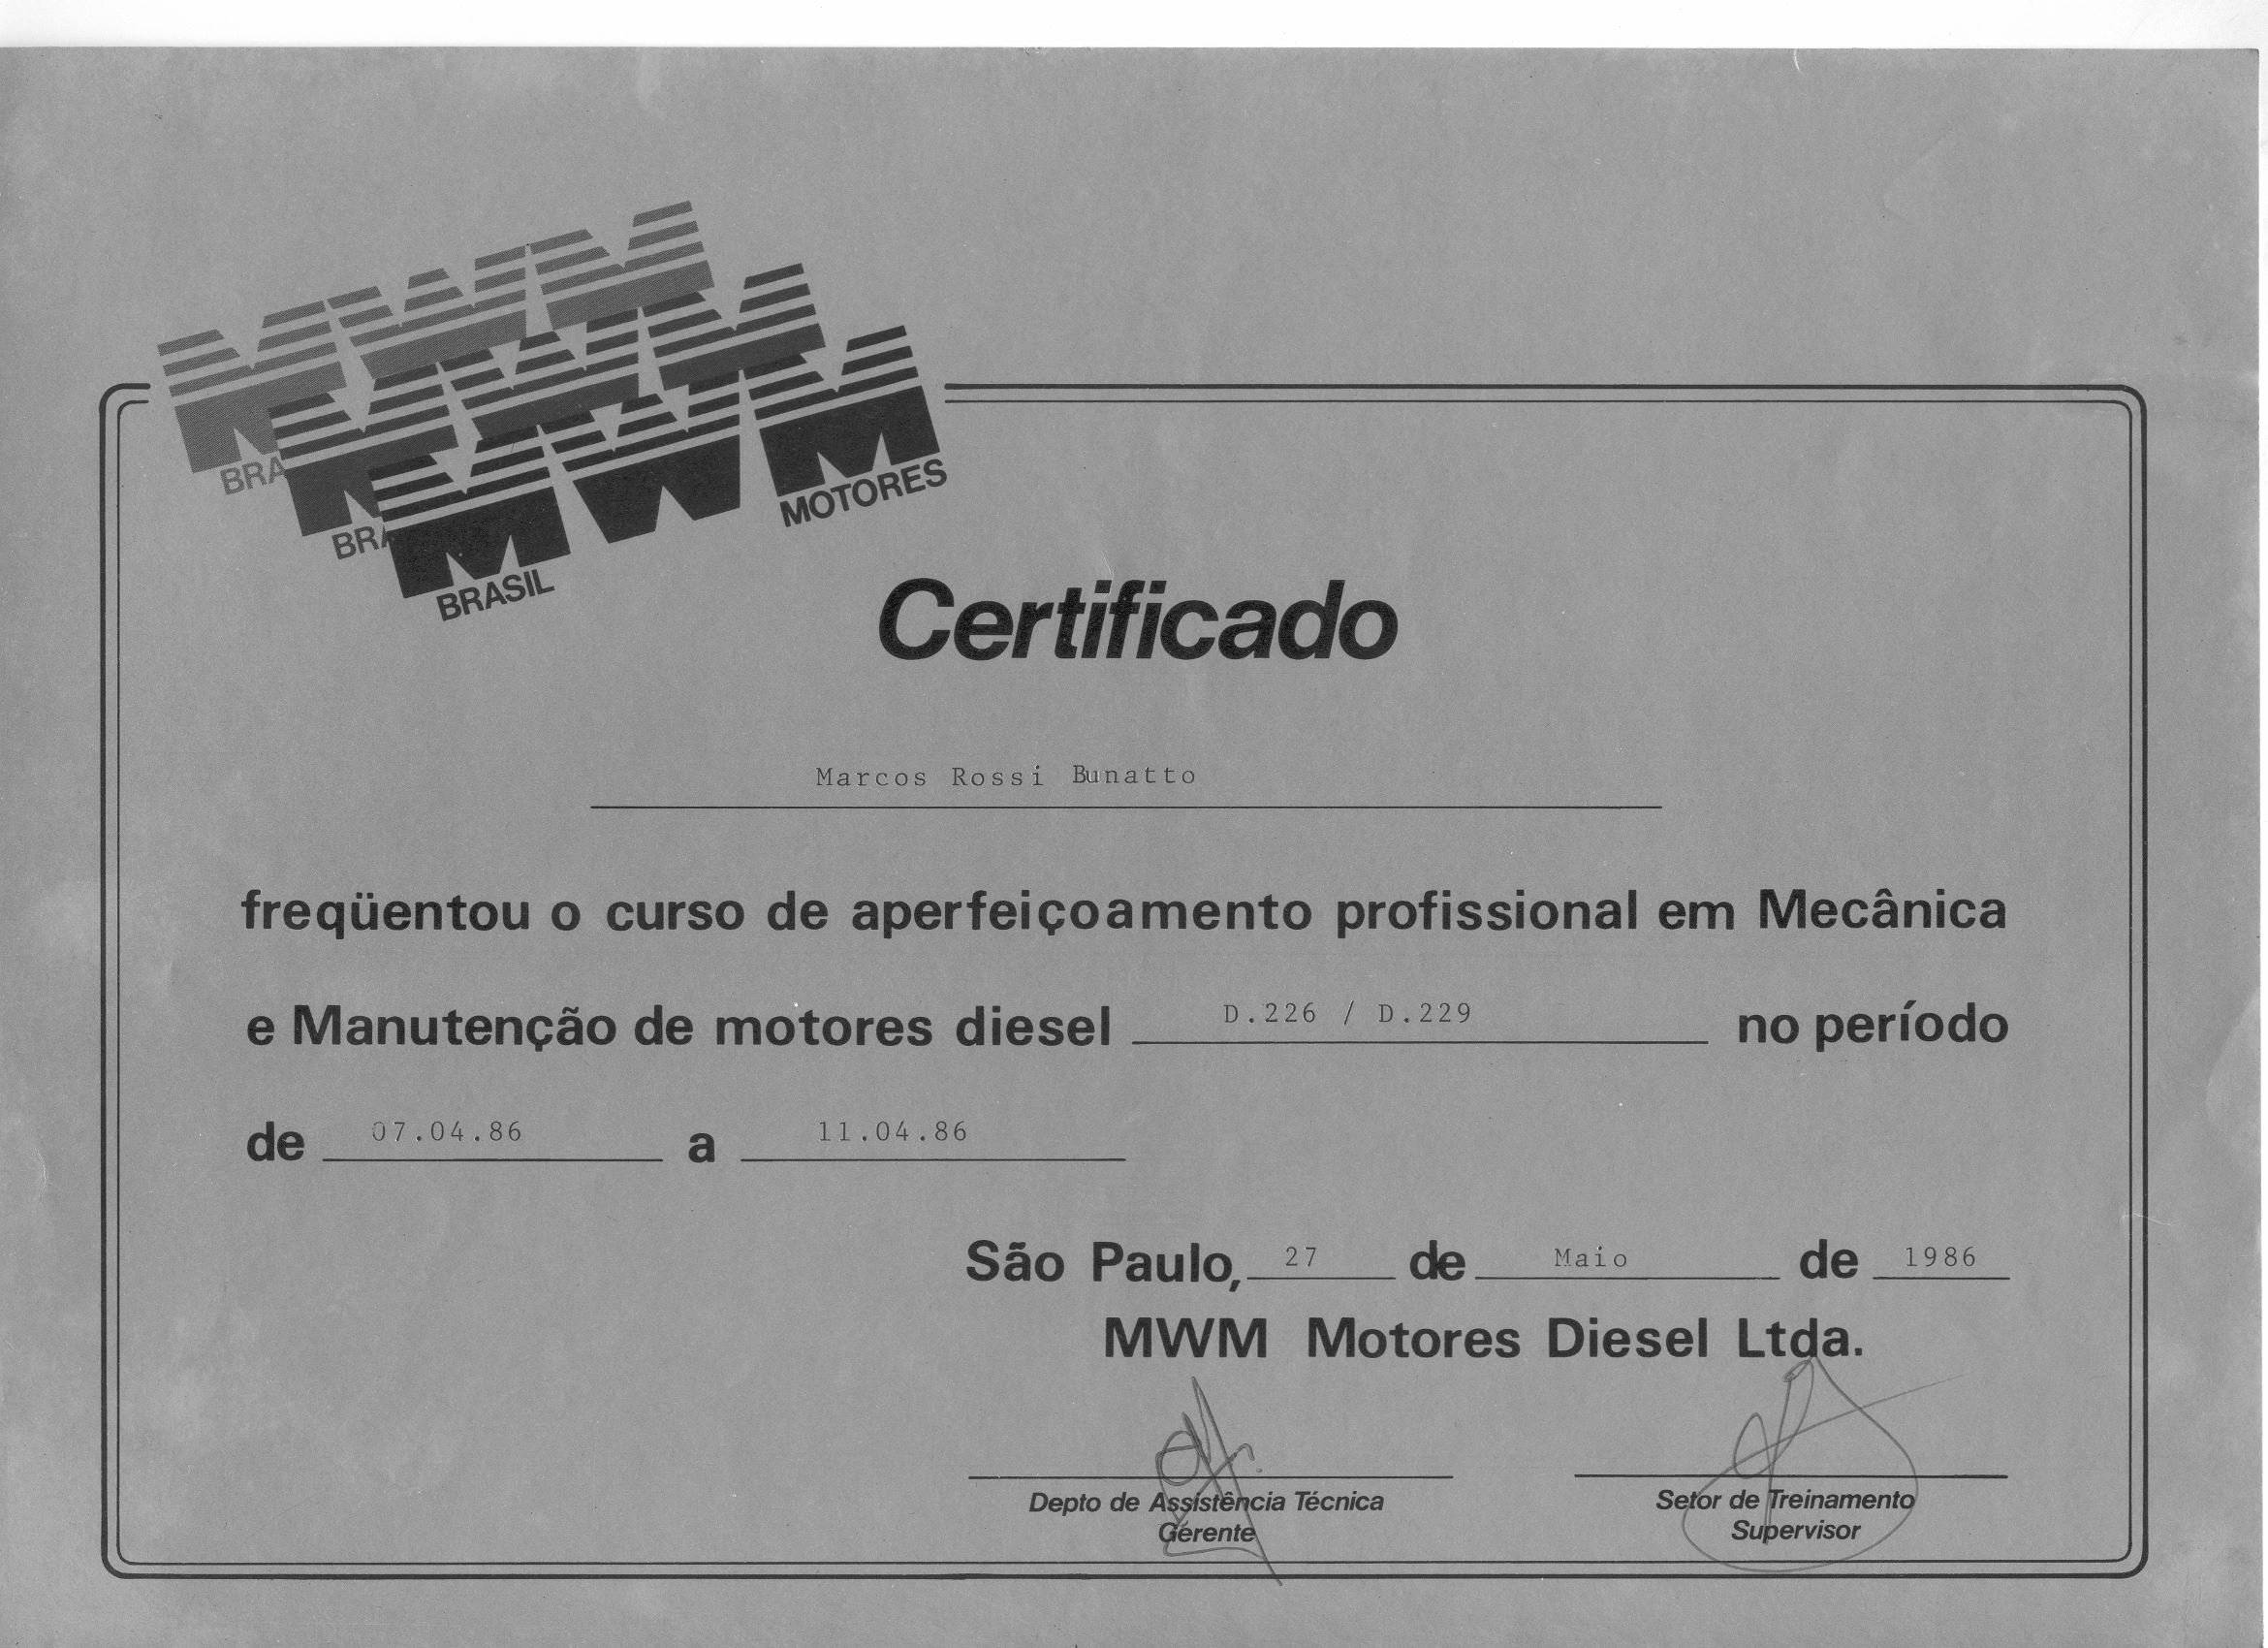 MWM
BRA
MWM
BRA
MWM
BRASIL MOTORES
Certificado
Marcos Rossi Bunatto
freqüentou o curso de aperfeiçoamento profissional em Mecânica
e Manutenção de motores diesel D.226 / D.229 no período
de 07.04.86 a 11.04.86
São Paulo, 27 de Maio de 1986
MWM Motores Diesel Ltda.
Depto de Assistência Técnica Setor de Treinamento
Gerente Supervisor